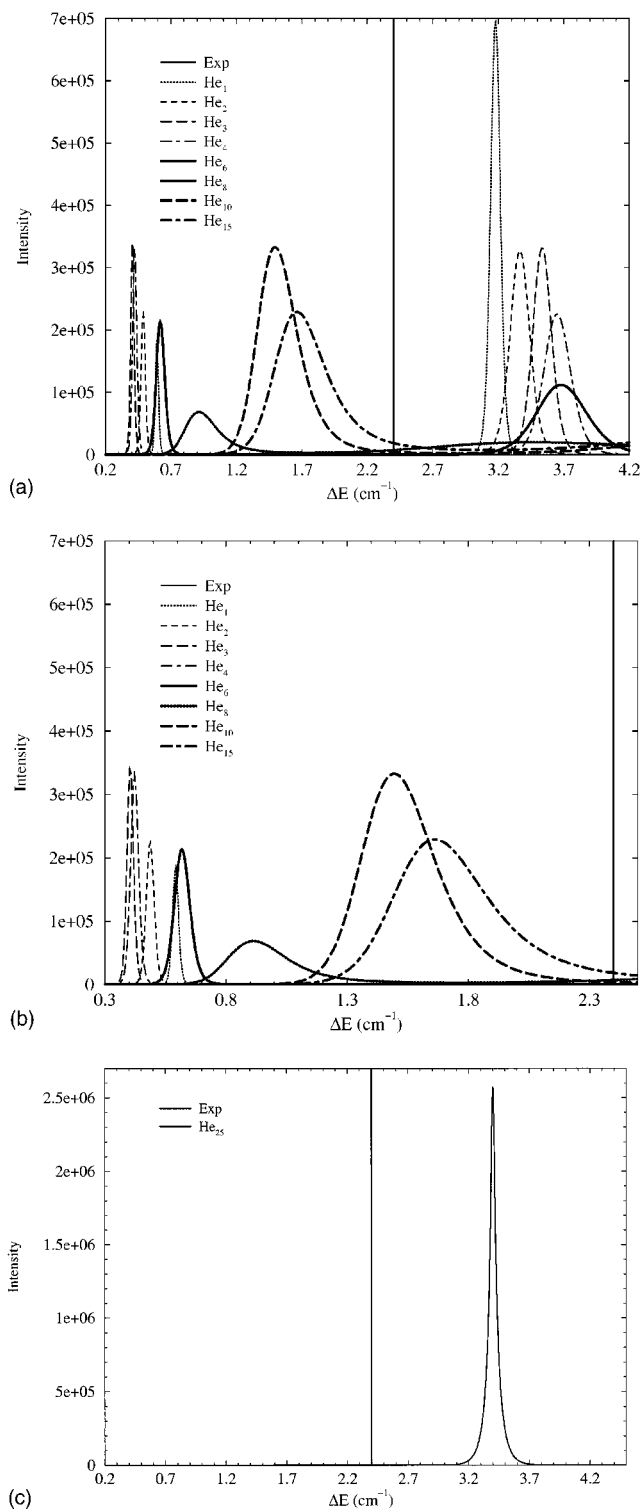 7e+05
6e+05
5e+05
4e+05
3e+05
2e+05
1e+05
0
Intensity
Exp
He1
He2
He3
He4
He6
He8
He10
He15
0.2 0.7 1.2 1.7 2.2 2.7 3.2 3.7 4.2
ΔE (cm⁻¹)
(a)
7e+05
6e+05
5e+05
4e+05
3e+05
2e+05
1e+05
0
Intensity
Exp
He1
He2
He3
He4
He6
He8
He10
He15
0.3 0.8 1.3 1.8 2.3
ΔE (cm⁻¹)
(b)
2.5e+06
2e+06
1.5e+06
1e+06
5e+05
0
Intensity
Exp
He25
0.2 0.7 1.2 1.7 2.2 2.7 3.2 3.7 4.2
ΔE (cm⁻¹)
(c)